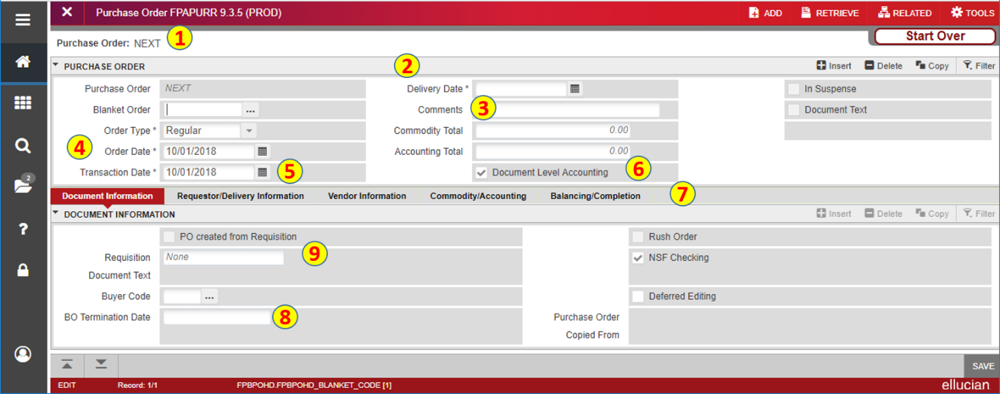 Purchase Order FPAPURR 9.3.5 (PROD) ADD RETRIEVE RELATED TOOLS
Purchase Order: NEXT 1 Start Over
PURCHASE ORDER 2 Insert Delete Copy Filter
Purchase Order NEXT Delivery Date * In Suspense
Blanket Order ... Comments 3 Document Text
Order Type * Regular Commodity Total 0.00
4 Order Date * 10/01/2018 Accounting Total 0.00
Transaction Date * 10/01/2018 5 Document Level Accounting 6
2
Document Information Requestor/Delivery Information Vendor Information Commodity/Accounting Balancing/Completion 7
DOCUMENT INFORMATION Insert Delete Copy Filter
?
PO created from Requisition Rush Order
Requisition None 9 NSF Checking
Document Text
Buyer Code ... Deferred Editing
BO Termination Date 8 Purchase Order
Copied From
SAVE
EDIT Record: 1/1 FPBPOHD.FPBPOHD_BLANKET_CODE [1] ellucian